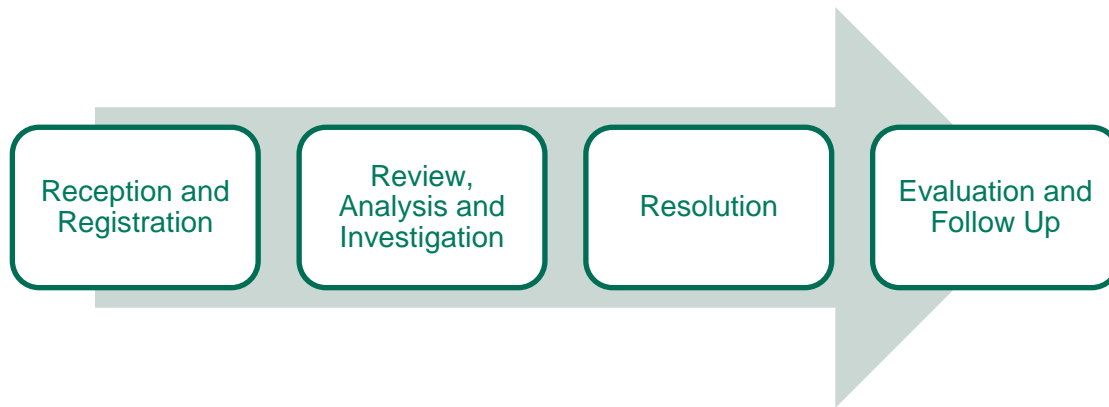 Reception and
Registration
Review,
Analysis and
Investigation
Resolution
Evaluation and
Follow Up